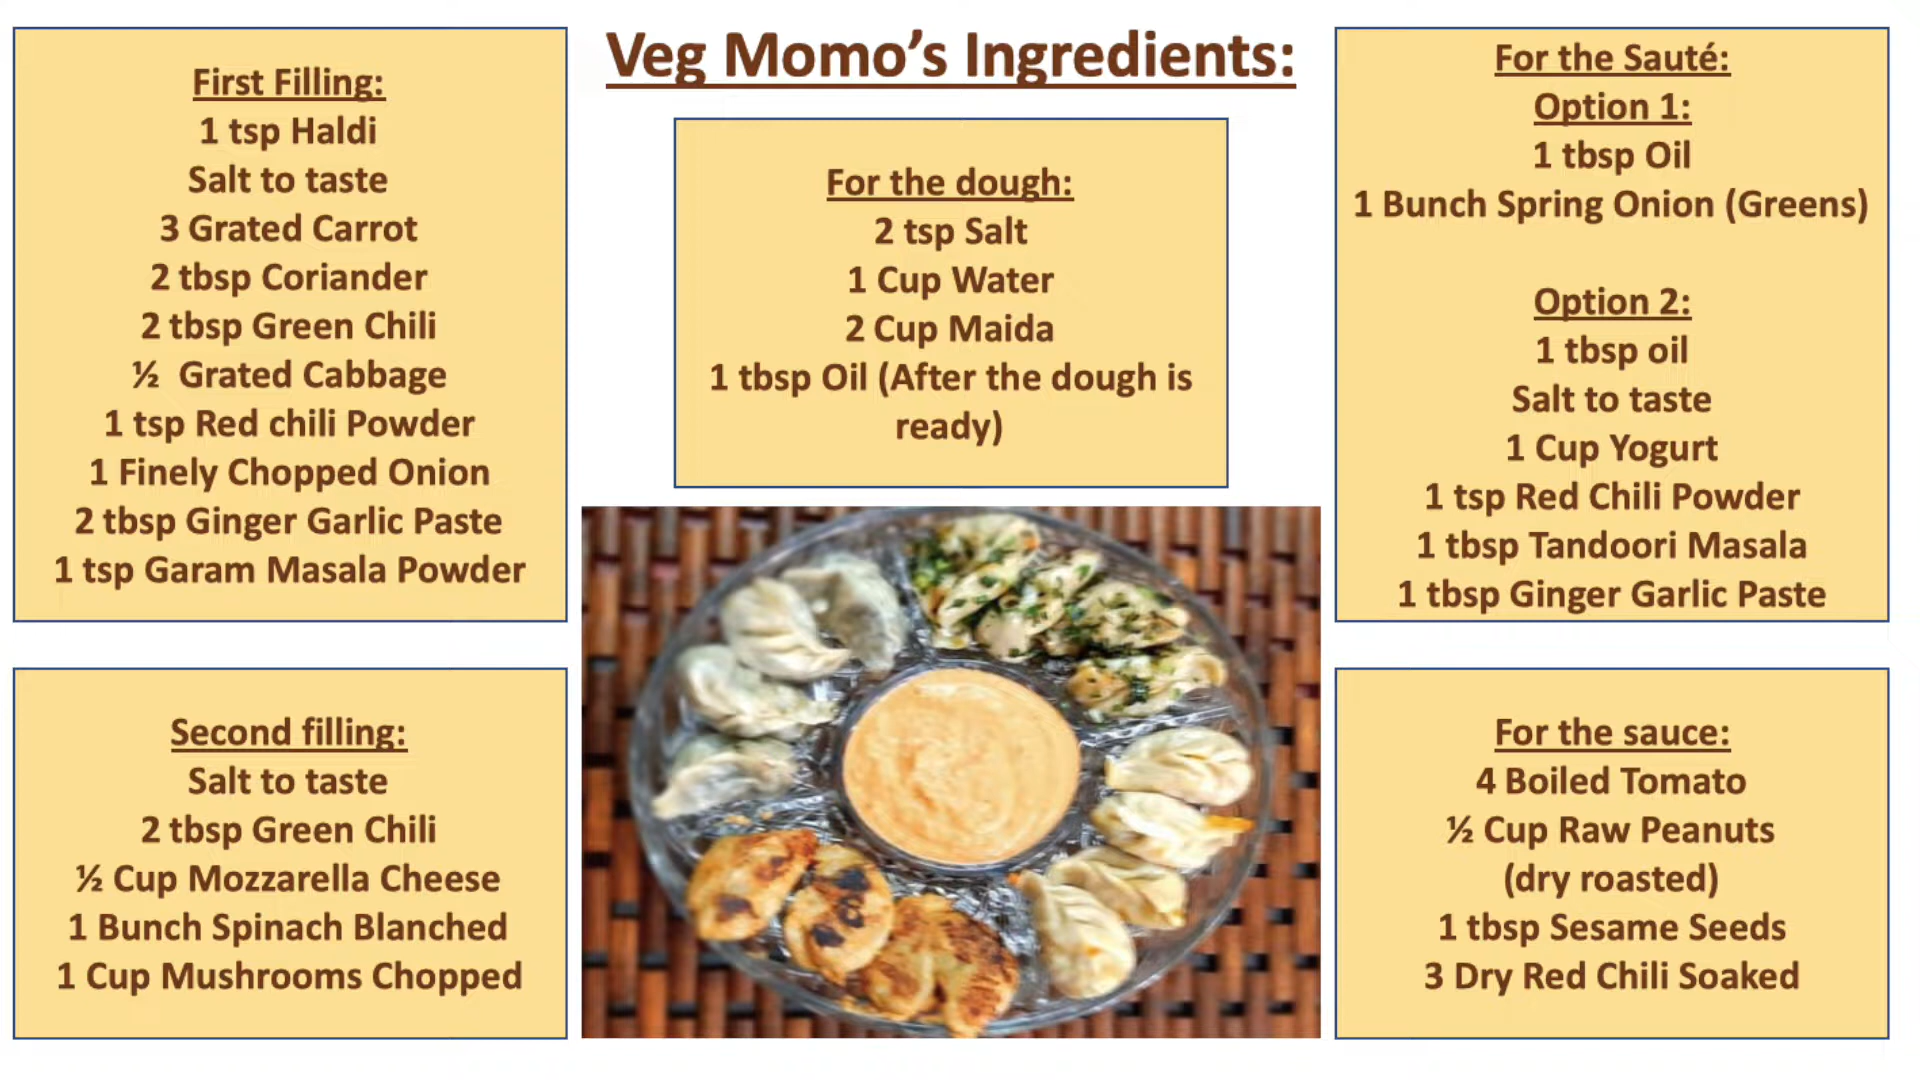 Veg Momo’s Ingredients:
First Filling:
1 tsp Haldi
Salt to taste
3 Grated Carrot
2 tbsp Coriander
2 tbsp Green Chili
½  Grated Cabbage
1 tsp Red chili Powder
1 Finely Chopped Onion
2 tbsp Ginger Garlic Paste
1 tsp Garam Masala Powder
Second filling:
Salt to taste
2 tbsp Green Chili
½ Cup Mozzarella Cheese
1 Bunch Spinach Blanched
1 Cup Mushrooms Chopped
For the dough:
2 tsp Salt
1 Cup Water
2 Cup Maida
1 tbsp Oil (After the dough is
ready)
For the Sauté:
Option 1:
1 tbsp Oil
1 Bunch Spring Onion (Greens)
Option 2:
1 tbsp oil
Salt to taste
1 Cup Yogurt
1 tsp Red Chili Powder
1 tbsp Tandoori Masala
1 tbsp Ginger Garlic Paste
For the sauce:
4 Boiled Tomato
½ Cup Raw Peanuts
(dry roasted)
1 tbsp Sesame Seeds
3 Dry Red Chili Soaked